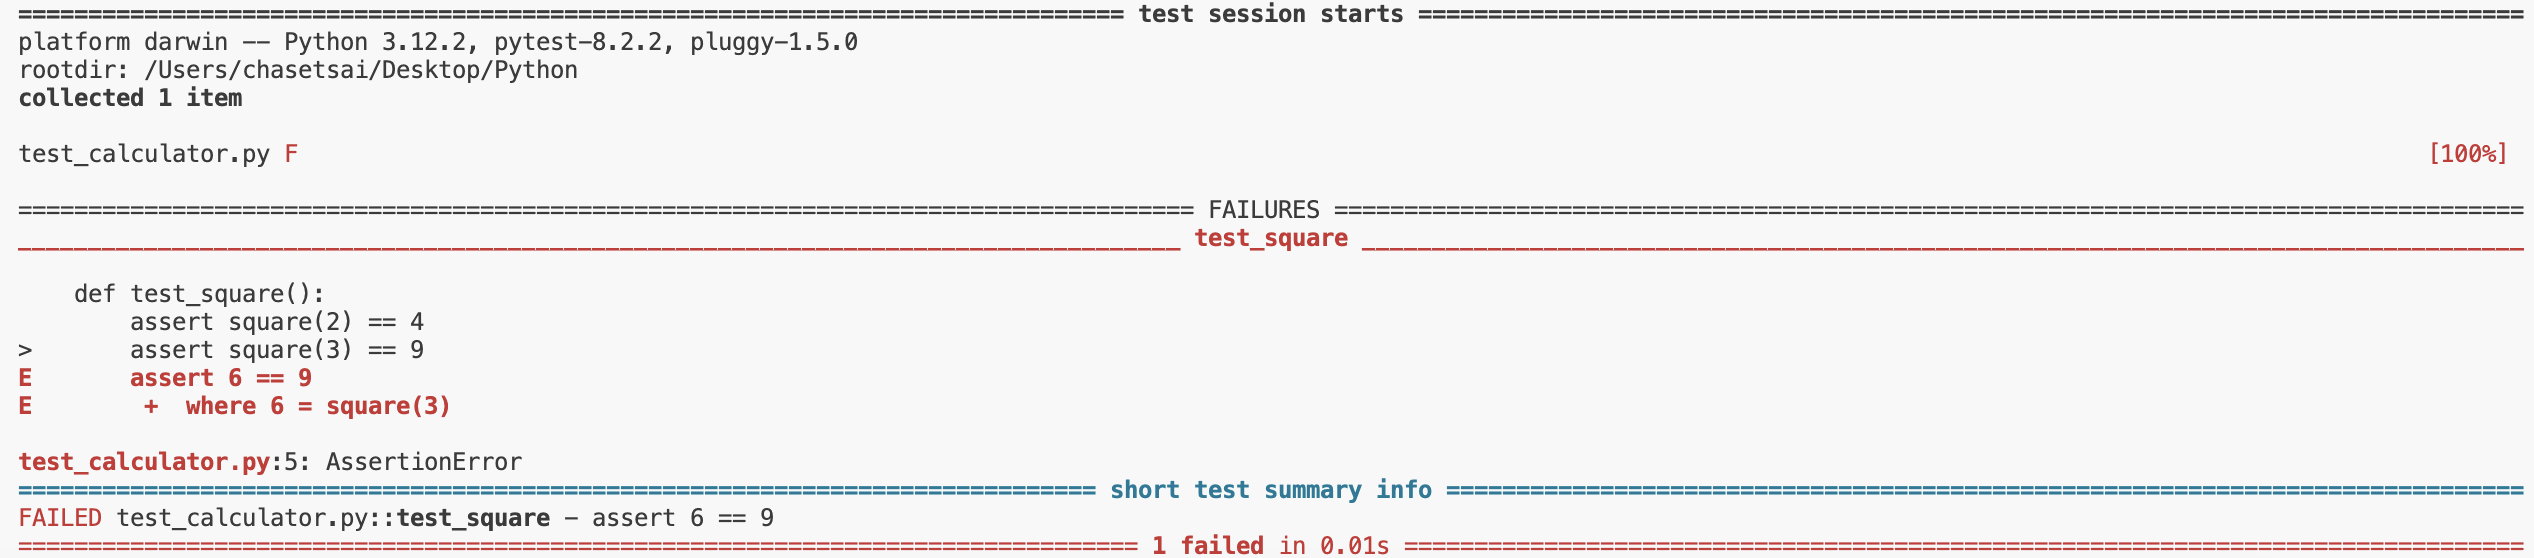 ============================================================================== test session starts ===============================================================================
platform darwin -- Python 3.12.2, pytest-8.2.2, pluggy-1.5.0
rootdir: /Users/chasetsai/Desktop/Python
collected 1 item

test_calculator.py F [100%]

==================================================================================== FAILURES =====================================================================================
___________________________________________________________________________________ test_square ___________________________________________________________________________________

    def test_square():
        assert square(2) == 4
>       assert square(3) == 9
E       assert 6 == 9
E        +  where 6 = square(3)

test_calculator.py:5: AssertionError
============================================================================= short test summary info =============================================================================
FAILED test_calculator.py::test_square - assert 6 == 9
================================================================================ 1 failed in 0.01s ================================================================================